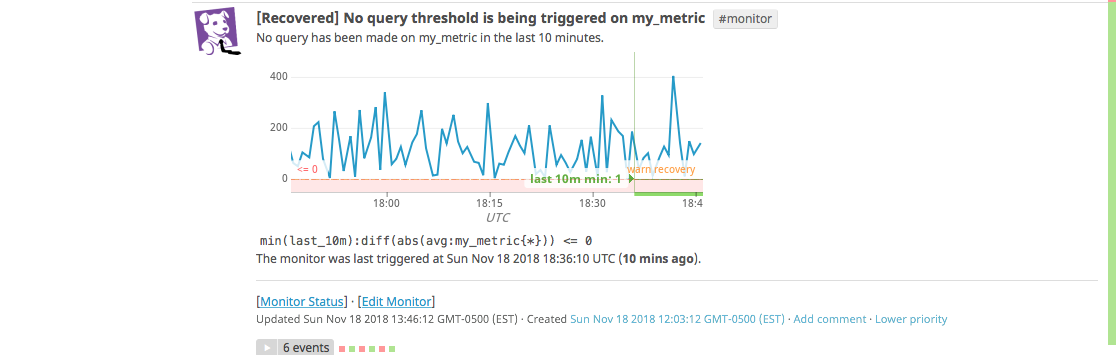 [Recovered] No query threshold is being triggered on my_metric #monitor
No query has been made on my_metric in the last 10 minutes.
400
200
0
<= 0
last 10m min: 1
warn recovery
18:00 18:15 18:30 18:4
UTC
min(last_10m):diff(abs(avg:my_metric{*})) <= 0
The monitor was last triggered at Sun Nov 18 2018 18:36:10 UTC (10 mins ago).
[Monitor Status] · [Edit Monitor]
Updated Sun Nov 18 2018 13:46:12 GMT-0500 (EST) · Created Sun Nov 18 2018 12:03:12 GMT-0500 (EST) · Add comment · Lower priority
6 events